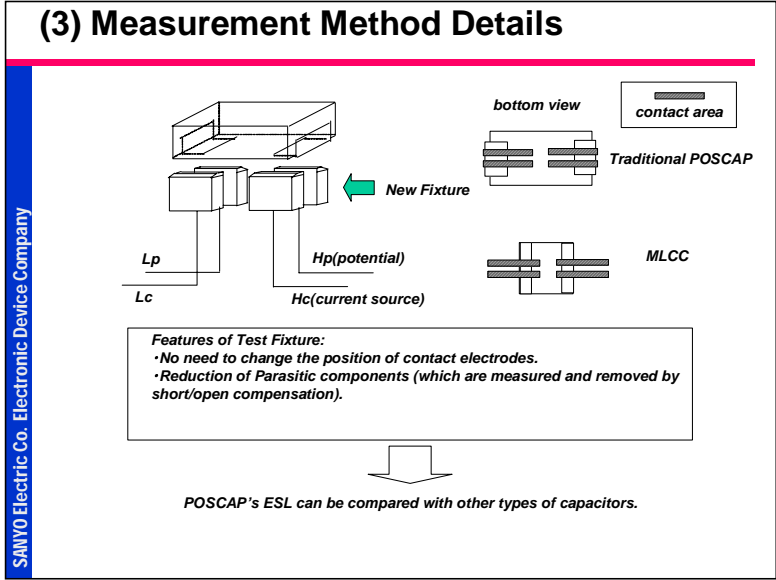 (3) Measurement Method Details
SANYO Electric Co. Electronic Device Company
bottom view
contact area
Traditional POSCAP
New Fixture
Lp
Hp(potential)
MLCC
Lc
Hc(current source)
Features of Test Fixture:
・No need to change the position of contact electrodes.
・Reduction of Parasitic components (which are measured and removed by
short/open compensation).
POSCAP's ESL can be compared with other types of capacitors.